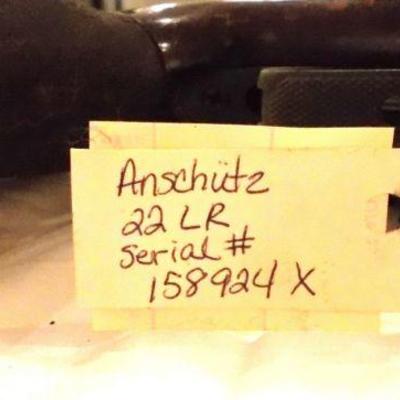 Anschütz
22 LR
serial #
158924 X